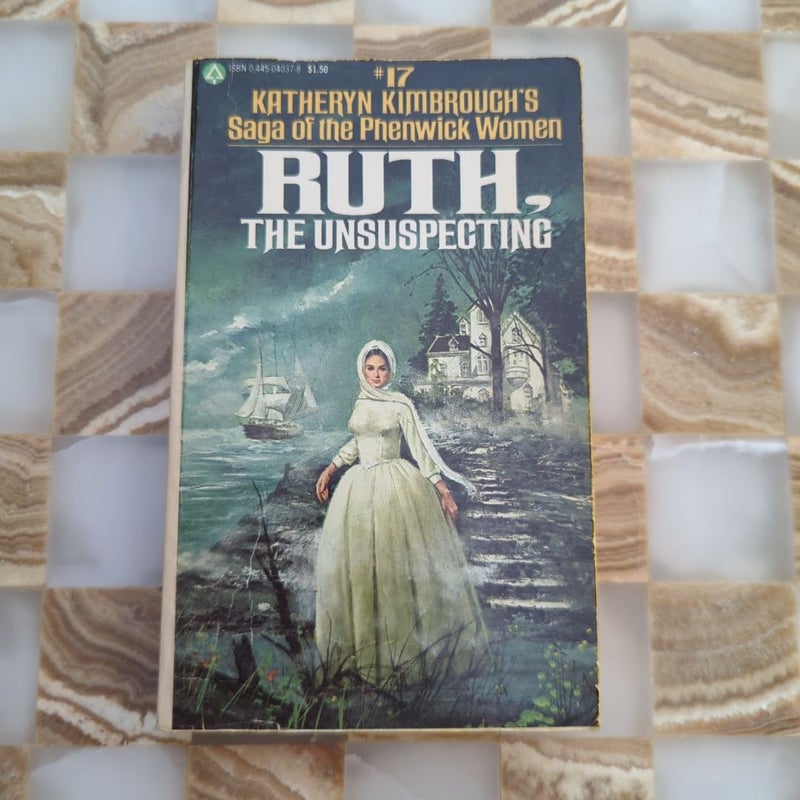 ISBN 0-445-04037-8 $1.50
#17
KATHERYN KIMBROUGH'S
Saga of the Phenwick Women
RUTH,
THE UNSUSPECTING